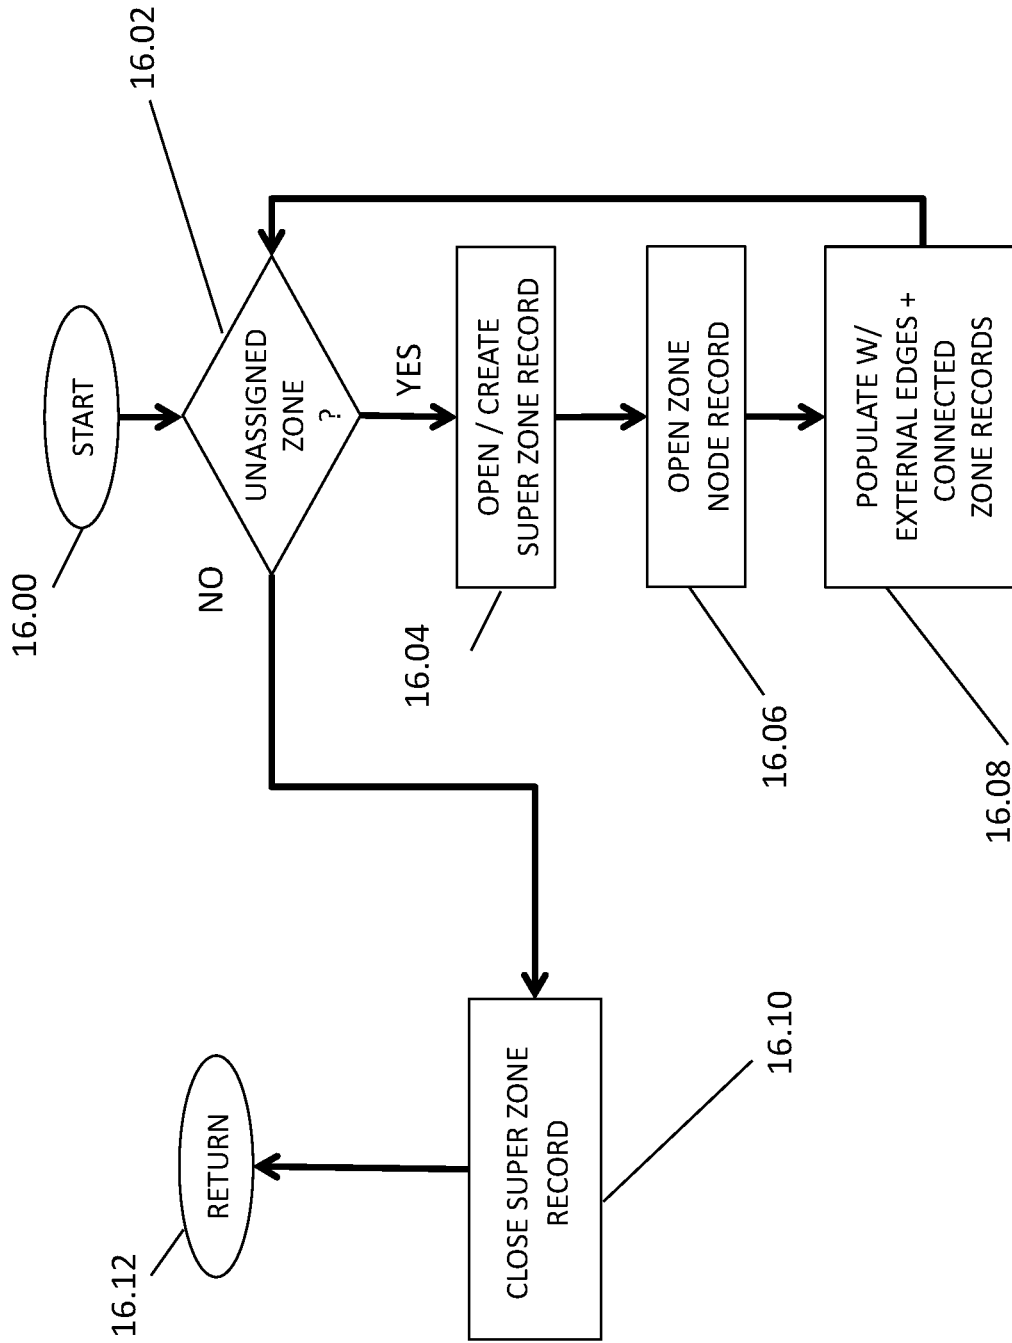 16.00
START
16.02
UNASSIGNED
ZONE
?
NO
YES
16.04
OPEN / CREATE
SUPER ZONE RECORD
16.06
OPEN ZONE
NODE RECORD
16.08
POPULATE W/
EXTERNAL EDGES +
CONNECTED
ZONE RECORDS
16.10
CLOSE SUPER ZONE
RECORD
16.12
RETURN